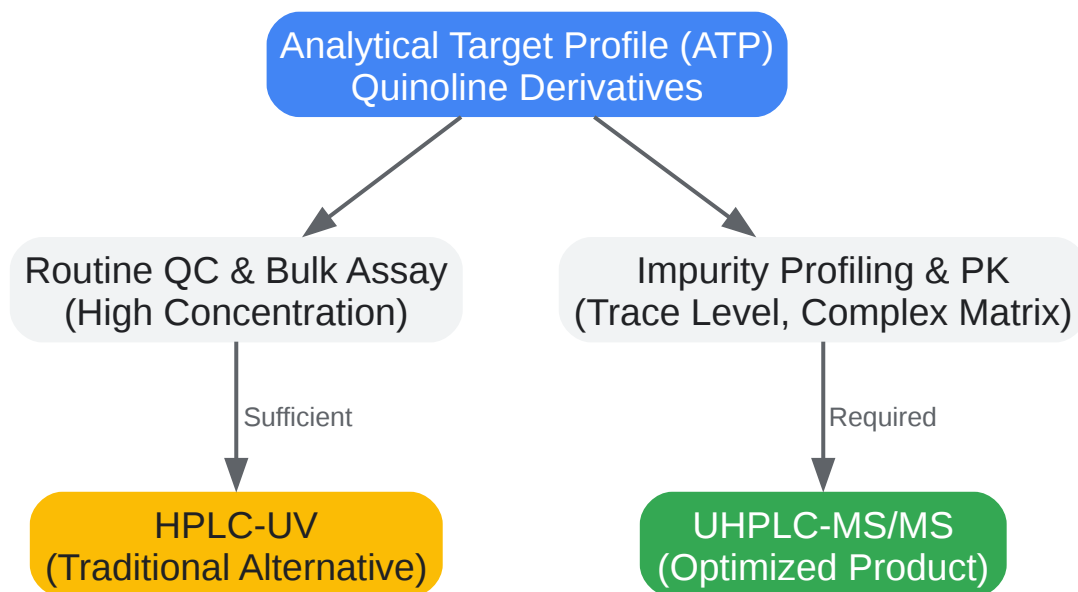 Analytical Target Profile (ATP)
Quinoline Derivatives
Routine QC & Bulk Assay
(High Concentration)
Impurity Profiling & PK
(Trace Level, Complex Matrix)
Sufficient
Required
HPLC-UV
(Traditional Alternative)
UHPLC-MS/MS
(Optimized Product)